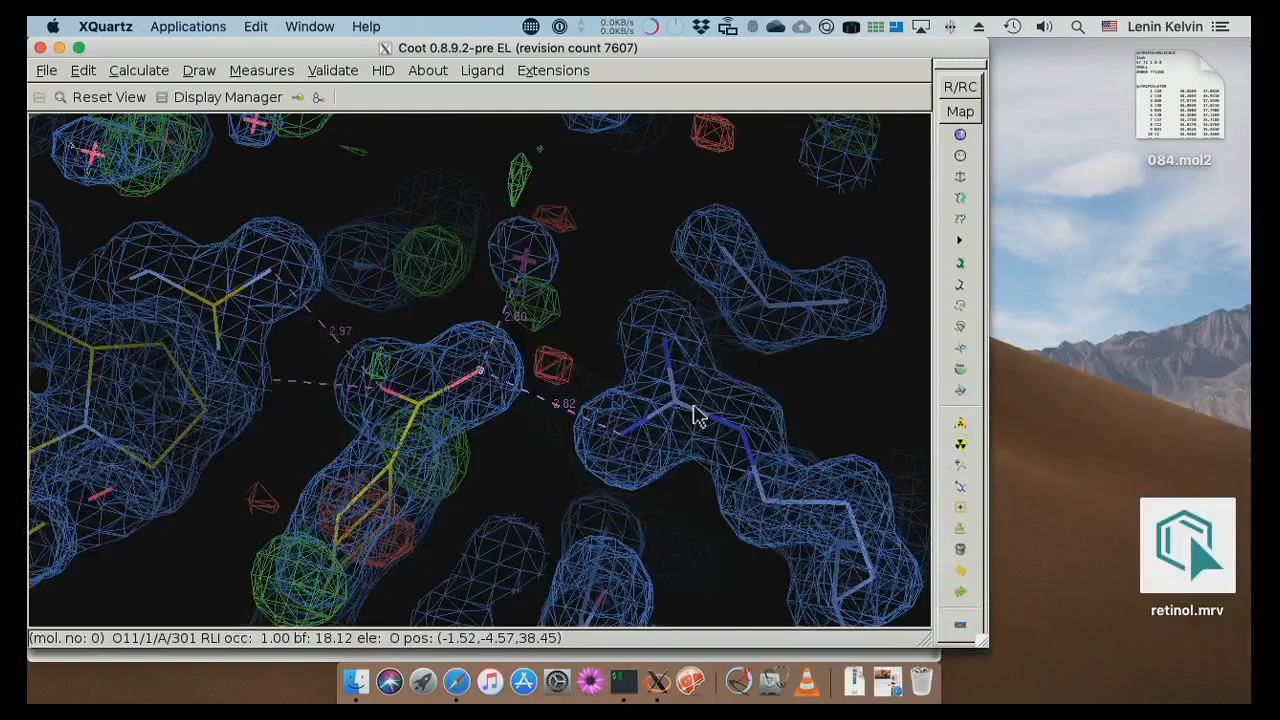 XQuartz Applications Edit Window Help 0.0KB/s 0.0KB/s Lenin Kelvin
Coot 0.8.9.2-pre EL (revision count 7607)
File Edit Calculate Draw Measures Validate HID About Ligand Extensions
Reset View Display Manager
R/RC
Map
2.97
2.82
(mol. no: 0) O11/1/A/301 RLI occ: 1.00 bf: 18.12 ele: O pos: (-1.52,-4.57,38.45)
084.mol2
retinol.mrv